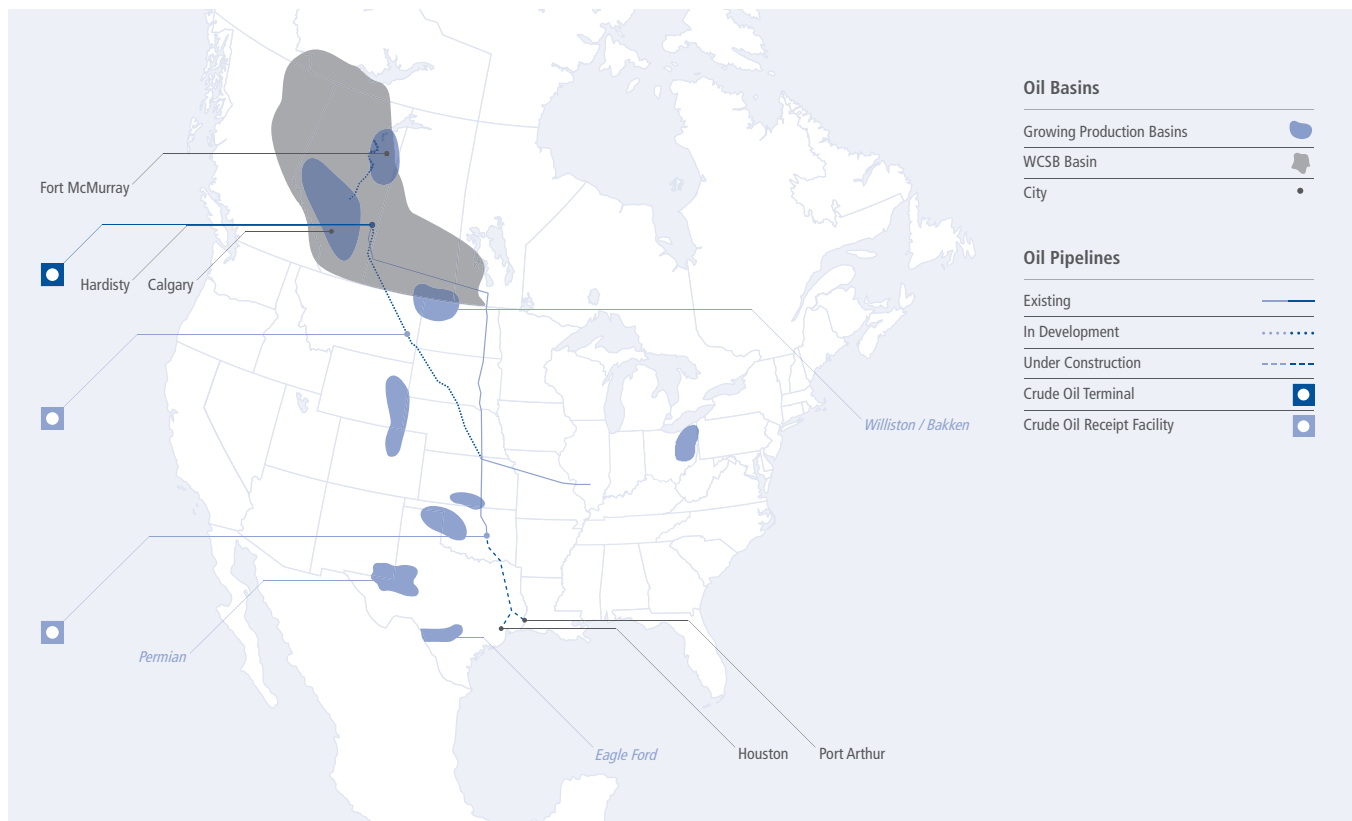 Fort McMurray
Hardisty
Calgary
Williston / Bakken
Permian
Eagle Ford
Houston
Port Arthur
Oil Basins
Growing Production Basins
WCSB Basin
City
Oil Pipelines
Existing
In Development
Under Construction
Crude Oil Terminal
Crude Oil Receipt Facility